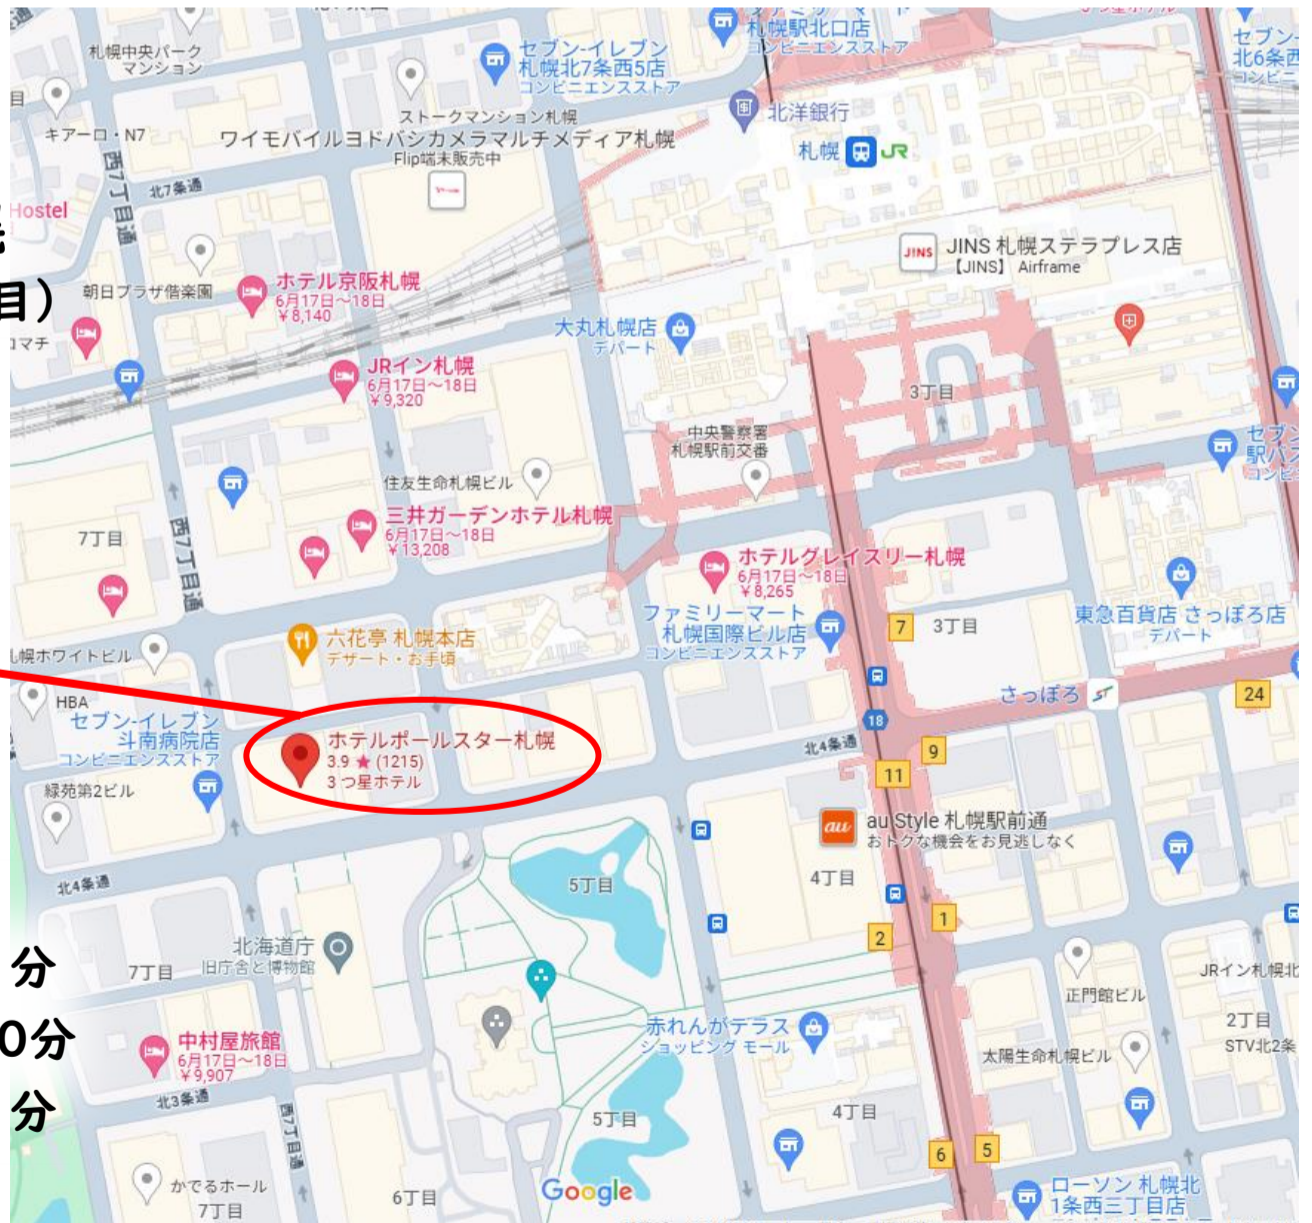 札幌中央パーク
マンション
セブン-イレブン
札幌北7条西5店
コンビニエンスストア
札幌駅北口店
コンビニエンスストア
セブン-
北6条西
コンビニ
目
キアーロ・N7
ストークマンション札幌
ワイモバイルヨドバシカメラマルチメディア札幌
Flip端末販売中
北洋銀行
札幌 JR
西7丁目通
北7条通
Hostel
目)
朝日プラザ偕楽園
ホテル京阪札幌
6月17日~18日
¥8,140
JINS
JINS 札幌ステラプレス店
【JINS】 Airframe
コマチ
大丸札幌店
デパート
JRイン札幌
6月17日~18日
¥9,320
3丁目
中央警察署
札幌駅前交番
セブン
駅バス
コンビニ
住友生命札幌ビル
三井ガーデンホテル札幌
6月17日~18日
¥13,208
7丁目
西7丁目通
ホテルグレイスリー札幌
6月17日~18日
¥8,265
ファミリーマート
札幌国際ビル店
コンビニエンスストア
7
3丁目
東急百貨店 さっぽろ店
デパート
六花亭 札幌本店
デザート・お手頃
札幌ホワイトビル
HBA
セブン-イレブン
斗南病院店
コンビニエンスストア
ホテルポールスター札幌
3.9 ★ (1215)
3 つ星ホテル
さっぽろ ST
24
18
北4条通
9
11
緑苑第2ビル
au
au Style 札幌駅前通
おトクな機会をお見逃しなく
北4条通
5丁目
4丁目
1
2
北海道庁
旧庁舎と博物館
7丁目
分
正門館ビル
JRイン札幌北
2丁目
STV北2条
0分
中村屋旅館
6月17日~18日
¥9,907
赤れんがテラス
ショッピング モール
太陽生命札幌ビル
分
北3条通
西7丁目通
5丁目
4丁目
6
5
かでるホール
7丁目
6丁目
Google
ローソン 札幌北
1条西三丁目店
コンビニエンスストア